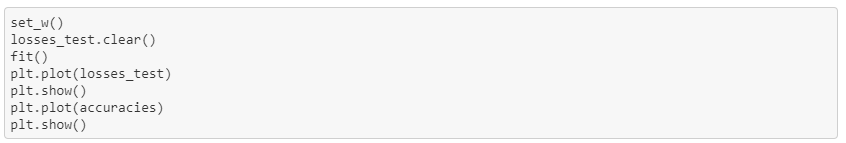 set_w()
losses_test.clear()
fit()
plt.plot(losses_test)
plt.show()
plt.plot(accuracies)
plt.show()